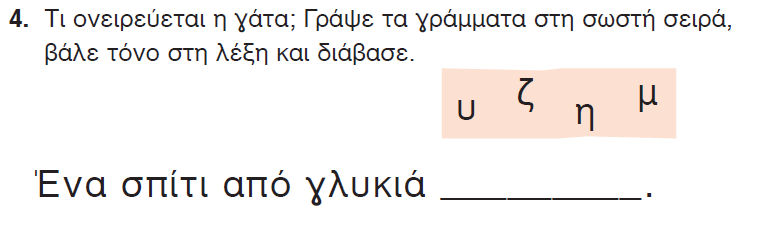 4. Τι ονειρεύεται η γάτα; Γράψε τα γράμματα στη σωστή σειρά,
βάλε τόνο στη λέξη και διάβασε.
υ ζ η μ
Ένα σπίτι από γλυκιά __________.